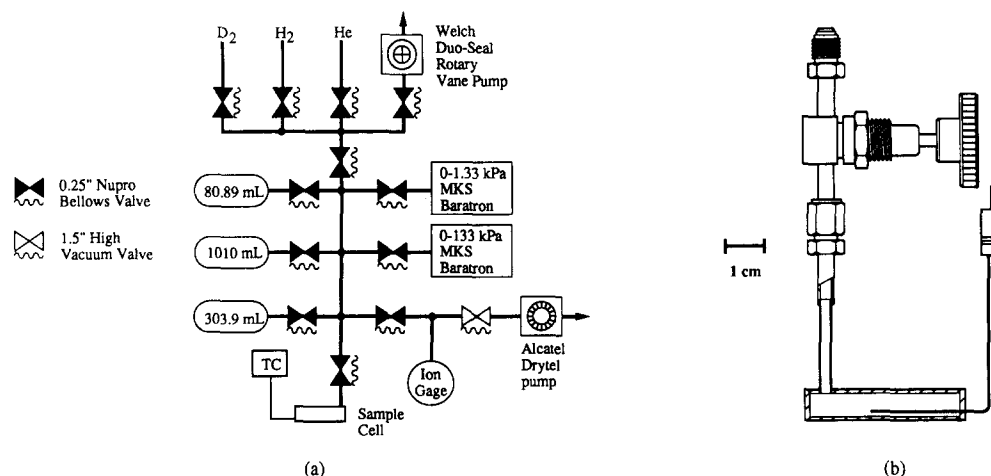 D2
H2
He
Welch
Duo-Seal
Rotary
Vane Pump
0.25" Nupro
Bellows Valve
1.5" High
Vacuum Valve
80.89 mL
0-1.33 kPa
MKS
Baratron
1010 mL
0-133 kPa
MKS
Baratron
303.9 mL
Alcatel
Drytel
pump
TC
Ion
Gage
Sample
Cell
(a)
1 cm
(b)